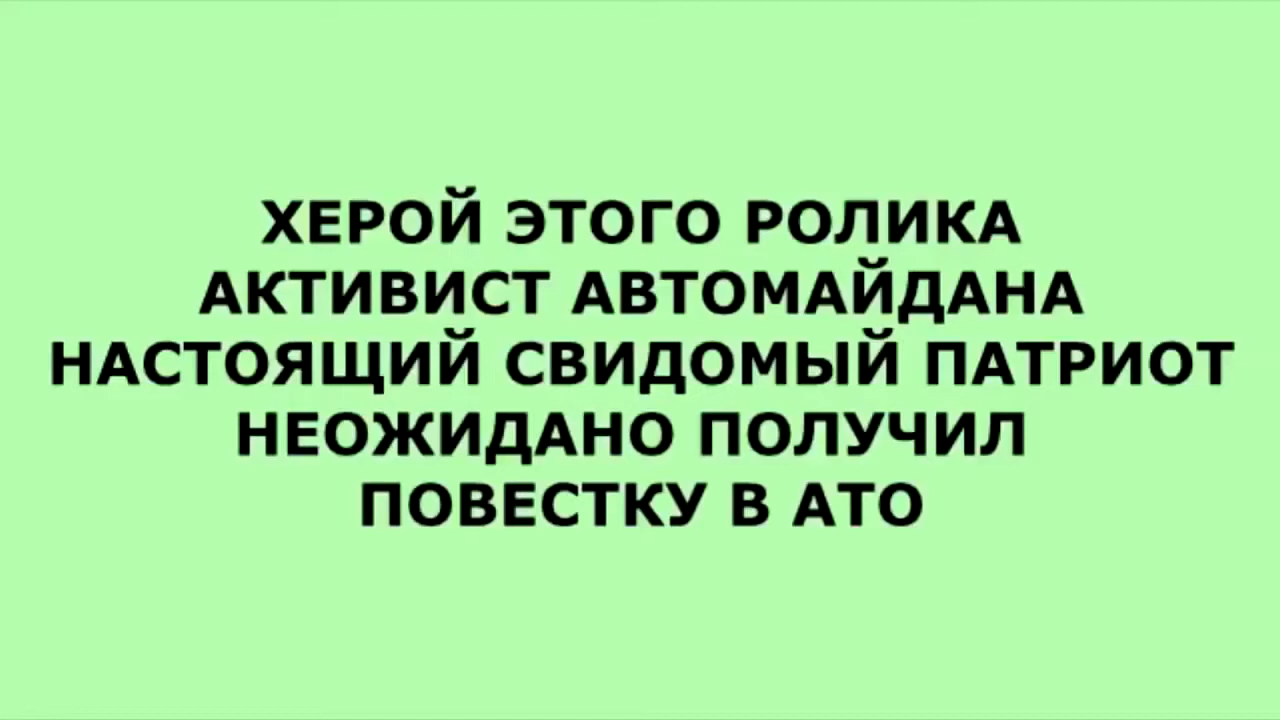 ХЕРОЙ ЭТОГО РОЛИКА
АКТИВИСТ АВТОМАЙДАНА
НАСТОЯЩИЙ СВИДОМЫЙ ПАТРИОТ
НЕОЖИДАНО ПОЛУЧИЛ
ПОВЕСТКУ В АТО